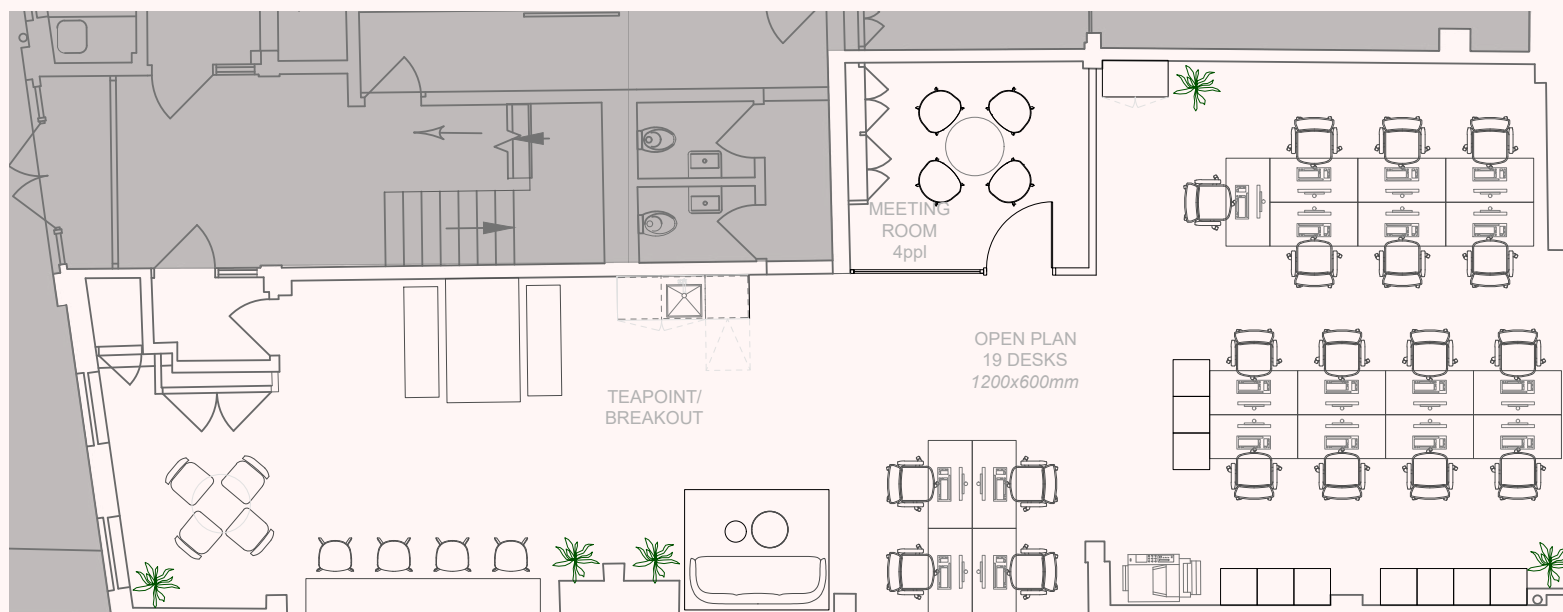 MEETING
ROOM
4ppl
OPEN PLAN
19 DESKS
1200x600mm
TEAPOINT/
BREAKOUT